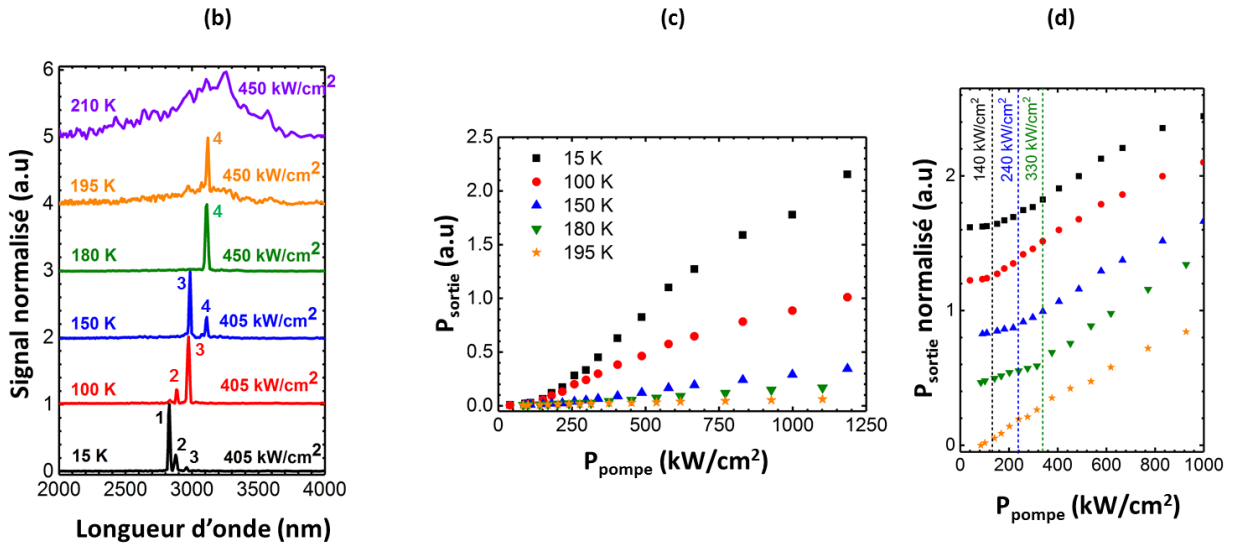 (b)
Signal normalisé (a.u)
6
5
4
3
2
1
0
210 K
450 kW/cm2
195 K
4
450 kW/cm2
180 K
4
450 kW/cm2
150 K
3
4
405 kW/cm2
100 K
2
3
405 kW/cm2
15 K
1
2
3
405 kW/cm2
2000 2500 3000 3500 4000
Longueur d’onde (nm)
(c)
Psortie (a.u)
2.5
2.0
1.5
1.0
0.5
0.0
15 K
100 K
150 K
180 K
195 K
0 250 500 750 1000 1250
Ppompe (kW/cm2)
(d)
Psortie normalisé (a.u)
2
1
0
140 kW/cm2
240 kW/cm2
330 kW/cm2
0 200 400 600 800 1000
Ppompe (kW/cm2)